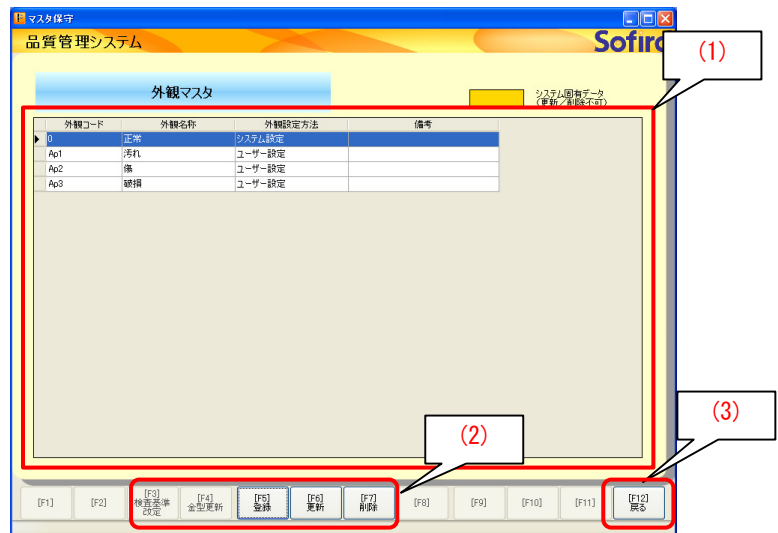 マスタ保守
品質管理システム
Sofira
(1)
外観マスタ
システム固有データ
(更新/削除不可)
外観コード 外観名称 外観設定方法 備考
0 正常 システム設定
Ap1 汚れ ユーザー設定
Ap2 傷 ユーザー設定
Ap3 破損 ユーザー設定
(2)
(3)
[F1] [F2] [F3] 検査基準 改定 [F4] 金型更新 [F5] 登録 [F6] 更新 [F7] 削除 [F8] [F9] [F10] [F11] [F12] 戻る